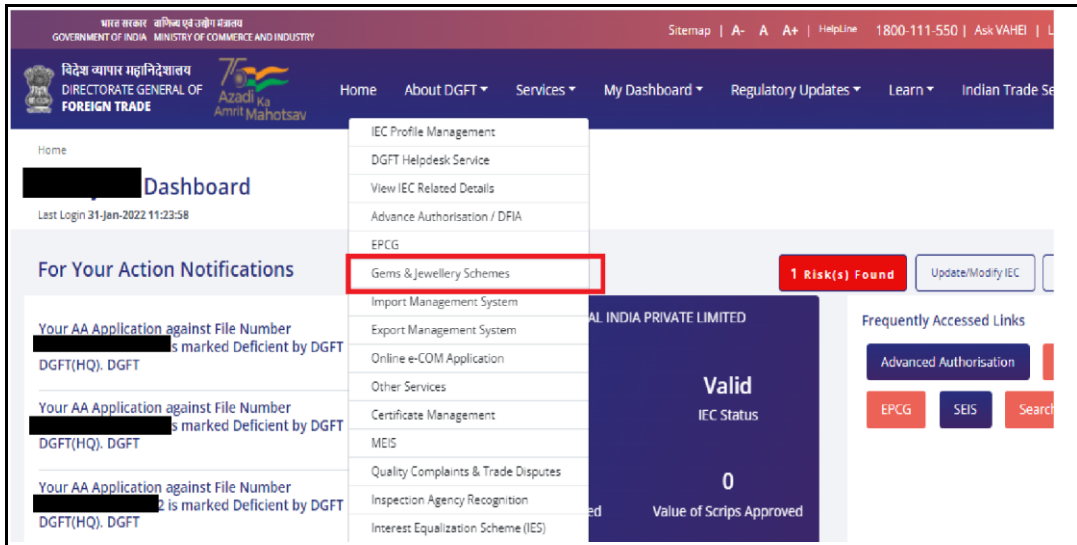 भारत सरकार वाणिज्य एवं उद्योग मंत्रालय
GOVERNMENT OF INDIA MINISTRY OF COMMERCE AND INDUSTRY
Sitemap | A- A A+ | HelpLine 1800-111-550 | Ask VAHEI |
विदेश व्यापार महानिदेशालय
DIRECTORATE GENERAL OF
FOREIGN TRADE
Azadi Ka
Amrit Mahotsav
Home About DGFT Services My Dashboard Regulatory Updates Learn Indian Trade Se
Home
Dashboard
Last Login 31-Jan-2022 11:23:58
IEC Profile Management
DGFT Helpdesk Service
View IEC Related Details
Advance Authorisation / DFIA
EPCG
Gems & Jewellery Schemes
Import Management System
Export Management System
Online e-COM Application
Other Services
Certificate Management
MEIS
Quality Complaints & Trade Disputes
Inspection Agency Recognition
Interest Equalization Scheme (IES)
For Your Action Notifications
1 Risk(s) Found
Update/Modify IEC
Your AA Application against File Number
is marked Deficient by DGFT
DGFT(HQ). DGFT
Your AA Application against File Number
s marked Deficient by DGFT
DGFT(HQ). DGFT
Your AA Application against File Number
2 is marked Deficient by DGFT
DGFT(HQ). DGFT
AL INDIA PRIVATE LIMITED
Valid
IEC Status
0
ed Value of Scrips Approved
Frequently Accessed Links
Advanced Authorisation
EPCG SEIS Search